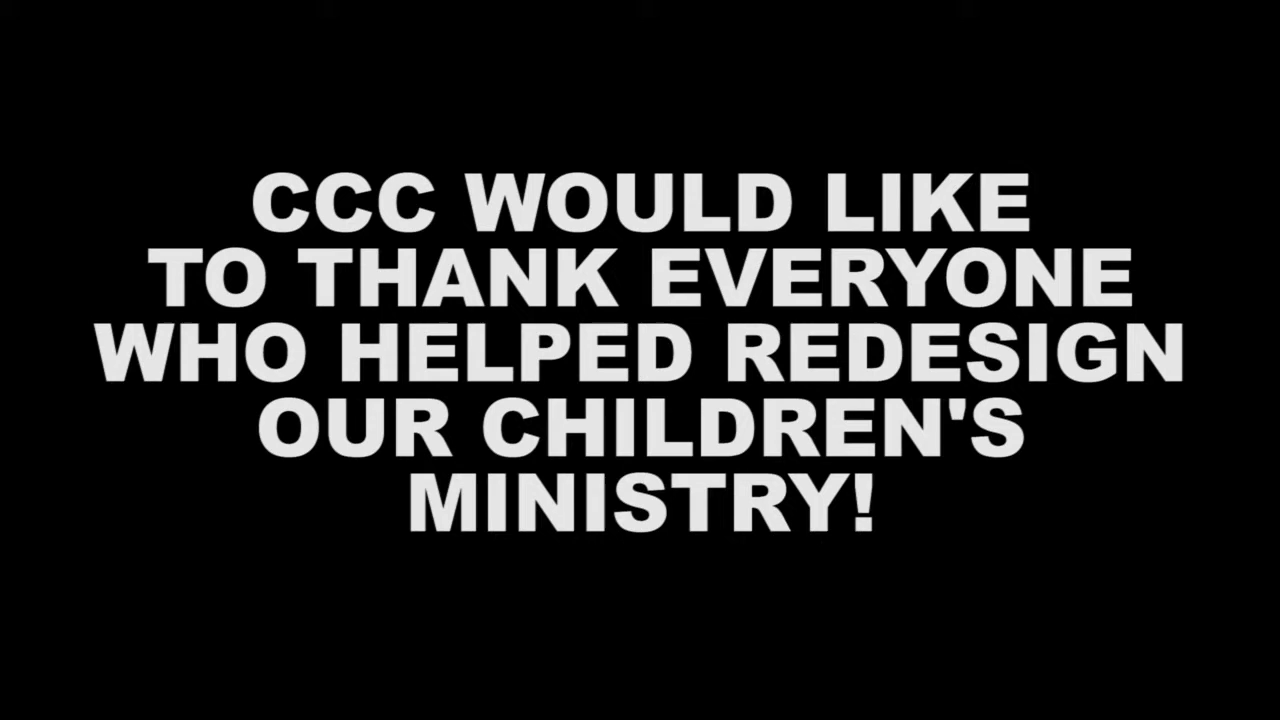 CCC WOULD LIKE
TO THANK EVERYONE
WHO HELPED REDESIGN
OUR CHILDREN'S
MINISTRY!